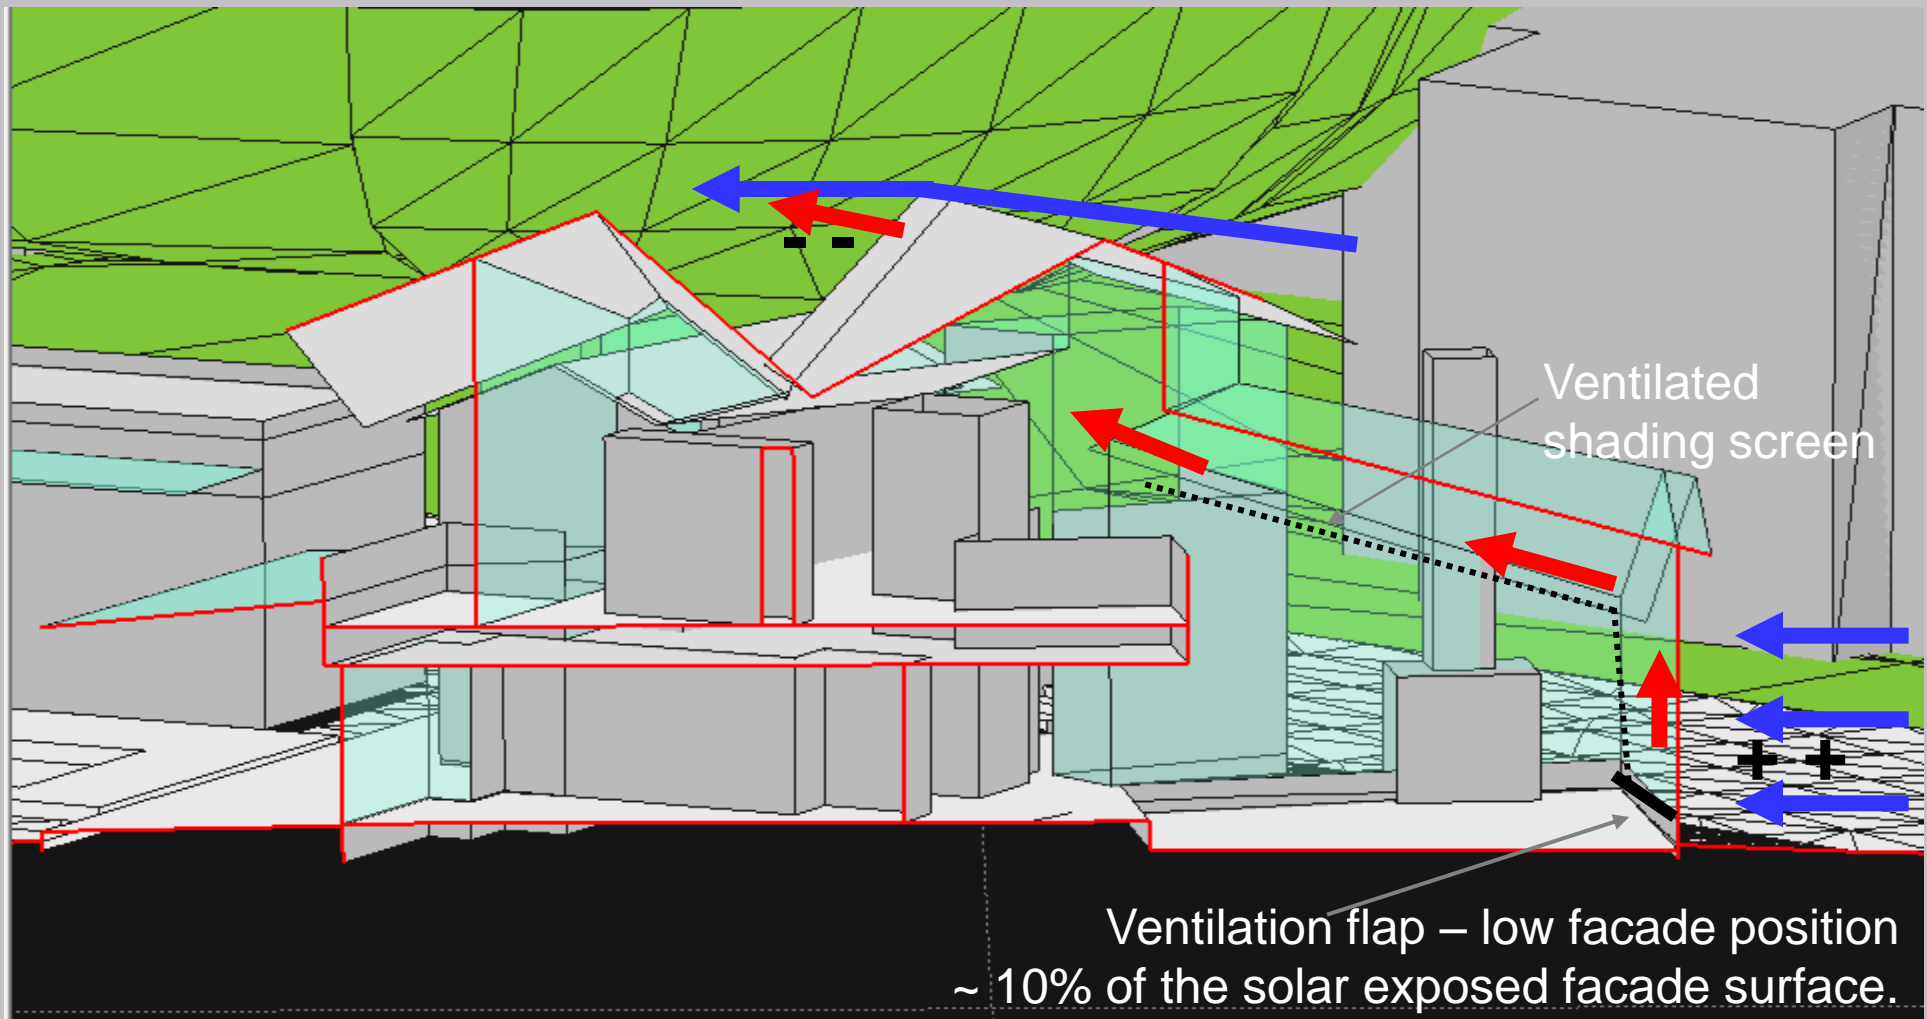 - -
Ventilated
shading screen
+ +
Ventilation flap – low facade position
~ 10% of the solar exposed facade surface.